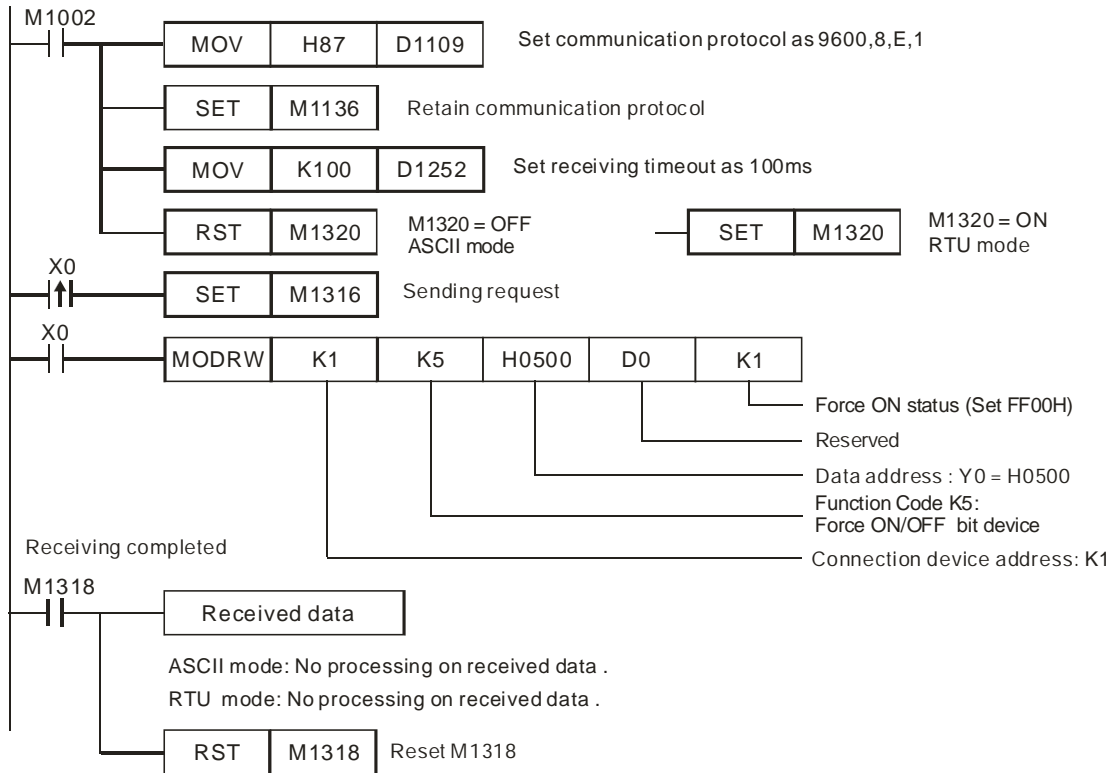 M1002
MOV H87 D1109 Set communication protocol as 9600,8,E,1
SET M1136 Retain communication protocol
MOV K100 D1252 Set receiving timeout as 100ms
RST M1320 M1320 = OFF
ASCII mode
SET M1320 M1320 = ON
RTU mode
X0
SET M1316 Sending request
X0
MODRW K1 K5 H0500 D0 K1
Force ON status (Set FF00H)
Reserved
Data address : Y0 = H0500
Function Code K5:
Force ON/OFF bit device
Connection device address: K1
Receiving completed
M1318
Received data
ASCII mode: No processing on received data .
RTU mode: No processing on received data .
RST M1318 Reset M1318